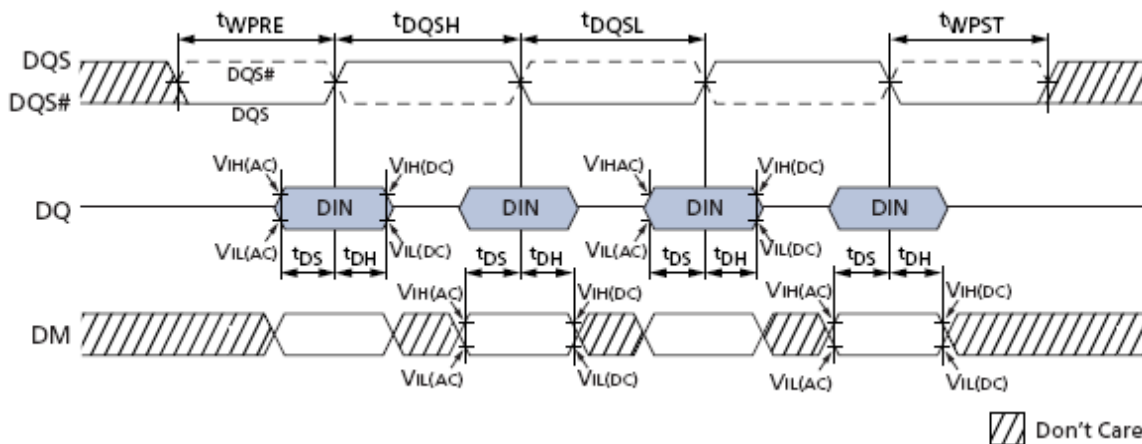 tWPRE tDQSH tDQSL tWPST
DQS
DQS#
DQS#
DQS
VIH(AC) VIH(DC) VIHAC) VIH(DC)
DQ DIN DIN DIN DIN
VIL(AC) VIL(DC) VIL(AC) VIL(DC)
tDS tDH tDS tDH tDS tDH tDS tDH
VIH(AC) VIH(DC) VIH(AC) VIH(DC)
DM
VIL(AC) VIL(DC) VIL(AC) VIL(DC)
Don't Care